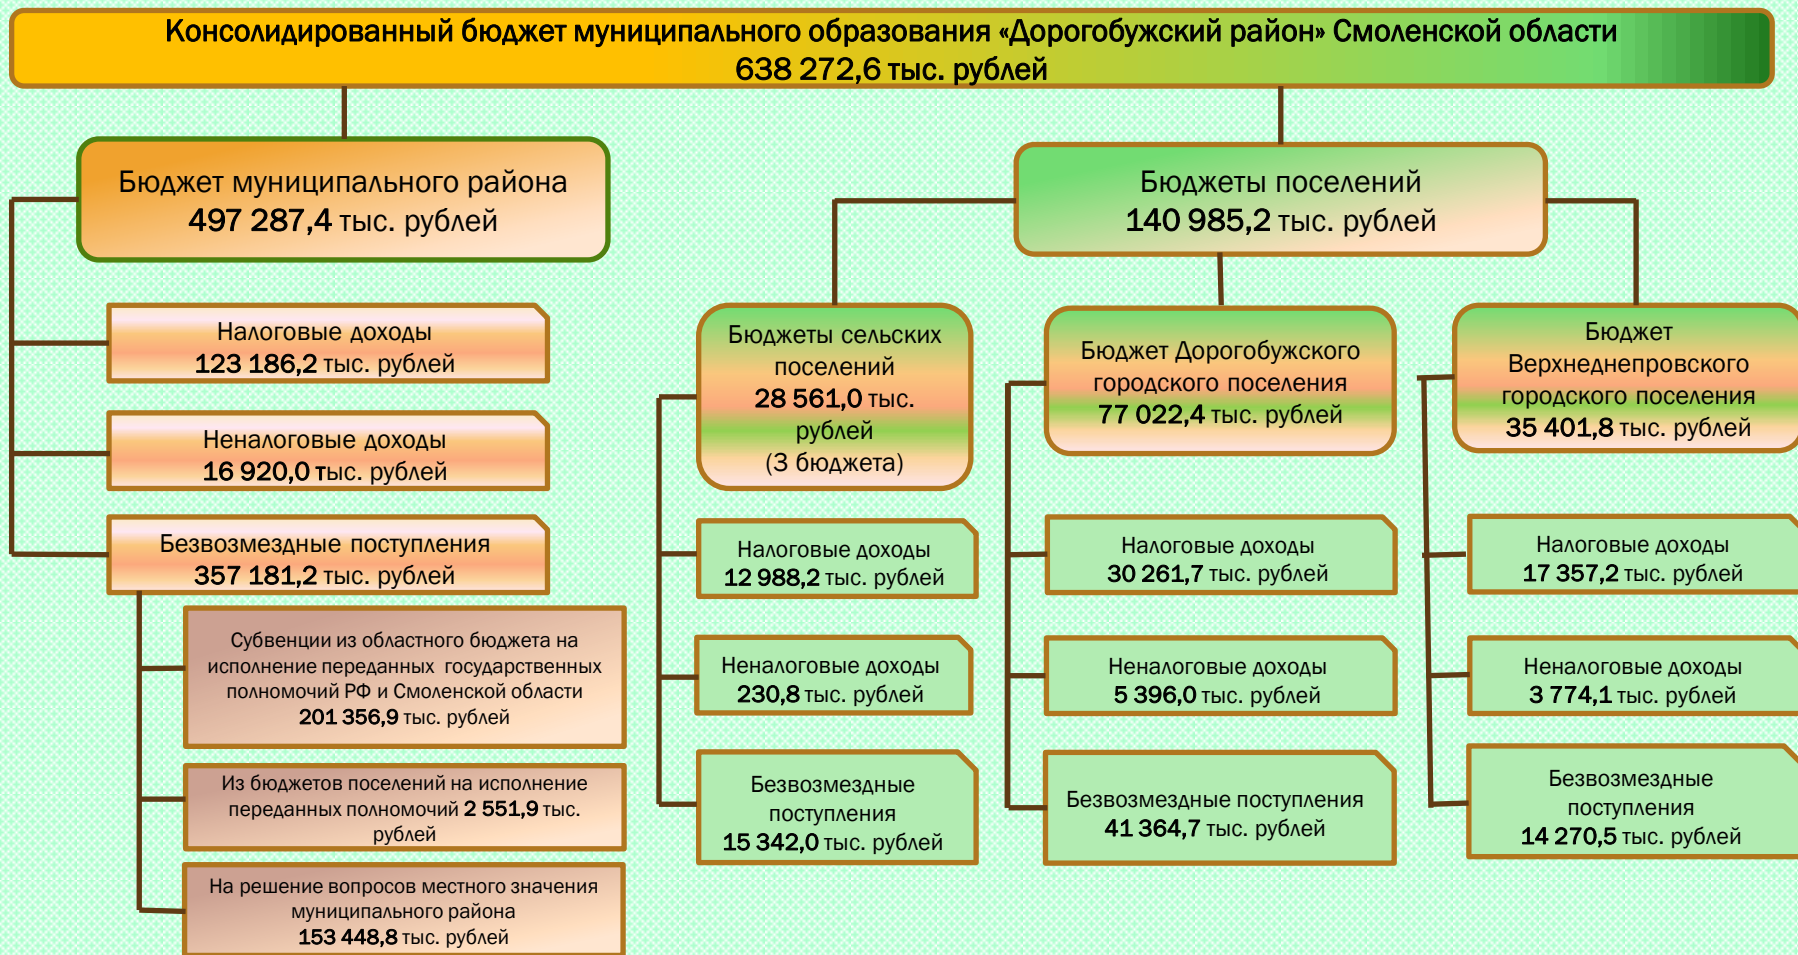 Консолидированный бюджет муниципального образования «Дорогобужский район» Смоленской области
638 272,6 тыс. рублей
Бюджет муниципального района
497 287,4 тыс. рублей
Налоговые доходы
123 186,2 тыс. рублей
Неналоговые доходы
16 920,0 тыс. рублей
Безвозмездные поступления
357 181,2 тыс. рублей
Субвенции из областного бюджета на
исполнение переданных государственных
полномочий РФ и Смоленской области
201 356,9 тыс. рублей
Из бюджетов поселений на исполнение
переданных полномочий 2 551,9 тыс.
рублей
На решение вопросов местного значения
муниципального района
153 448,8 тыс. рублей
Бюджеты поселений
140 985,2 тыс. рублей
Бюджеты сельских
поселений
28 561,0 тыс.
рублей
(3 бюджета)
Налоговые доходы
12 988,2 тыс. рублей
Неналоговые доходы
230,8 тыс. рублей
Безвозмездные
поступления
15 342,0 тыс. рублей
Бюджет Дорогобужского
городского поселения
77 022,4 тыс. рублей
Налоговые доходы
30 261,7 тыс. рублей
Неналоговые доходы
5 396,0 тыс. рублей
Безвозмездные поступления
41 364,7 тыс. рублей
Бюджет
Верхнеднепровского
городского поселения
35 401,8 тыс. рублей
Налоговые доходы
17 357,2 тыс. рублей
Неналоговые доходы
3 774,1 тыс. рублей
Безвозмездные
поступления
14 270,5 тыс. рублей